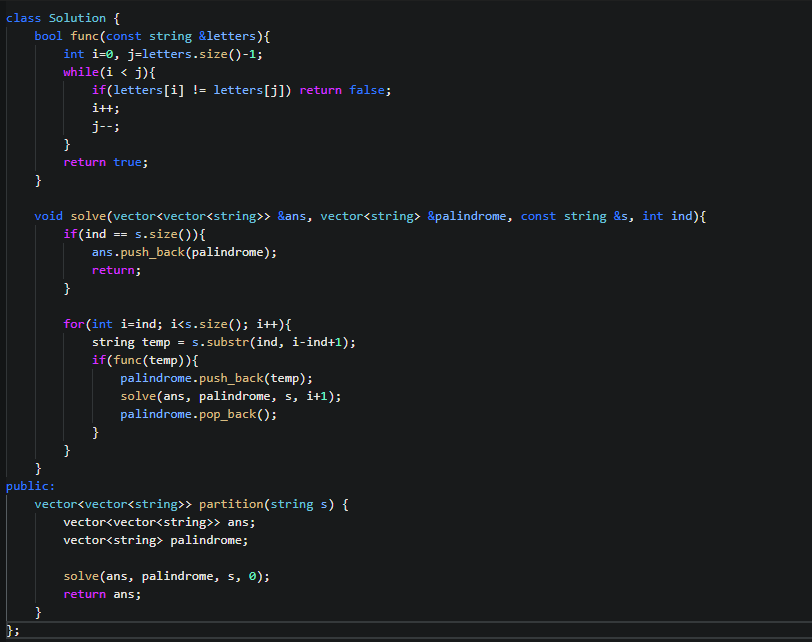 class Solution {
    bool func(const string &letters){
        int i=0, j=letters.size()-1;
        while(i < j){
            if(letters[i] != letters[j]) return false;
            i++;
            j--;
        }
        return true;
    }

    void solve(vector<vector<string>> &ans, vector<string> &palindrome, const string &s, int ind){
        if(ind == s.size()){
            ans.push_back(palindrome);
            return;
        }

        for(int i=ind; i<s.size(); i++){
            string temp = s.substr(ind, i-ind+1);
            if(func(temp)){
                palindrome.push_back(temp);
                solve(ans, palindrome, s, i+1);
                palindrome.pop_back();
            }
        }
    }
public:
    vector<vector<string>> partition(string s) {
        vector<vector<string>> ans;
        vector<string> palindrome;

        solve(ans, palindrome, s, 0);
        return ans;
    }
};